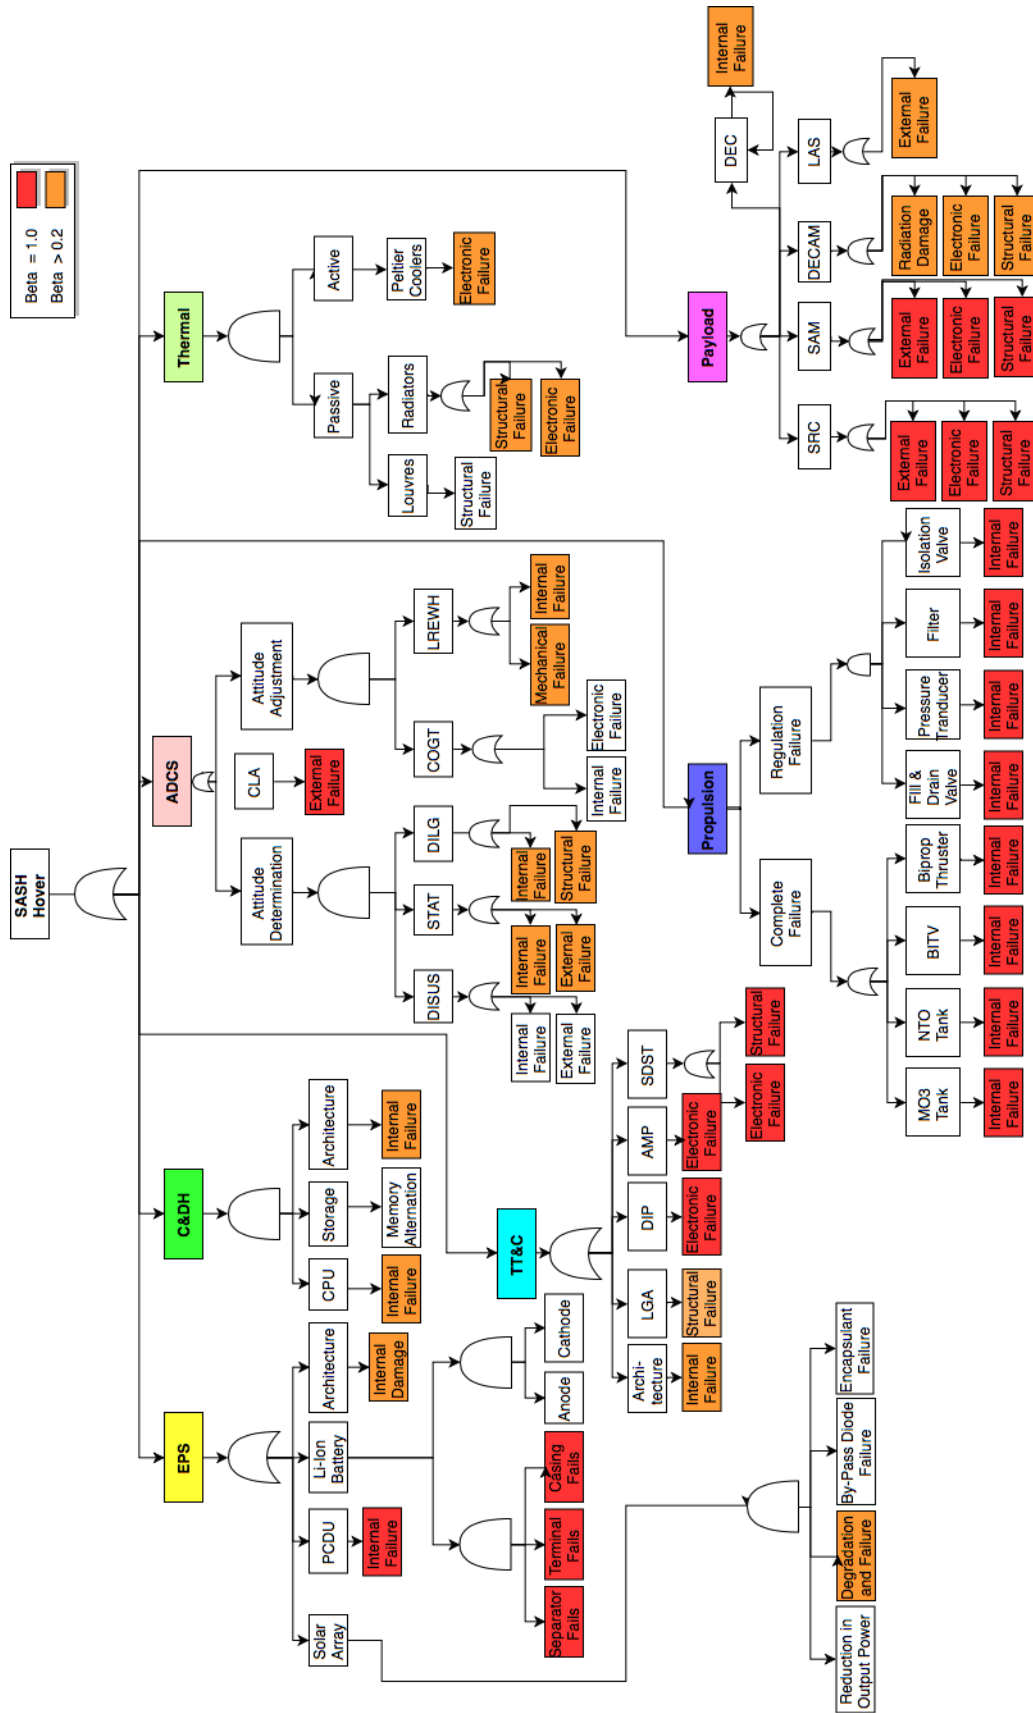 SASH
Hover
Beta = 1.0
Beta > 0.2
EPS
C&DH
ADCS
Thermal
Solar
Array
PCDU
Li-Ion
Battery
Architecture
Internal
Failure
Internal
Damage
Separator
Fails
Terminal
Fails
Casing
Fails
Anode
Cathode
Reduction in
Output Power
Degradation
and Failure
By-Pass Diode
Failure
Encapsulant
Failure
CPU
Storage
Architecture
Internal
Failure
Memory
Alternation
Internal
Failure
TT&C
Archi-
tecture
LGA
DIP
AMP
SDST
Internal
Failure
Structural
Failure
Electronic
Failure
Electronic
Failure
Electronic
Failure
Structural
Failure
Attitude
Determination
CLA
Attitude
Adjustment
External
Failure
DISUS
STAT
DILG
COGT
LREWH
Internal
Failure
External
Failure
Internal
Failure
External
Failure
Internal
Failure
Structural
Failure
Internal
Failure
Electronic
Failure
Mechanical
Failure
Internal
Failure
Propulsion
Complete
Failure
Regulation
Failure
MO3
Tank
NTO
Tank
BITV
Biprop
Thruster
Fill &
Drain
Valve
Pressure
Tranducer
Filter
Isolation
Valve
Internal
Failure
Internal
Failure
Internal
Failure
Internal
Failure
Internal
Failure
Internal
Failure
Internal
Failure
Internal
Failure
Passive
Active
Louvres
Radiators
Peltier
Coolers
Structural
Failure
Structural
Failure
Electronic
Failure
Electronic
Failure
Payload
SRC
SAM
DECAM
DEC
LAS
Internal
Failure
External
Failure
Electronic
Failure
Structural
Failure
External
Failure
Electronic
Failure
Structural
Failure
Radiation
Damage
Electronic
Failure
Structural
Failure
External
Failure